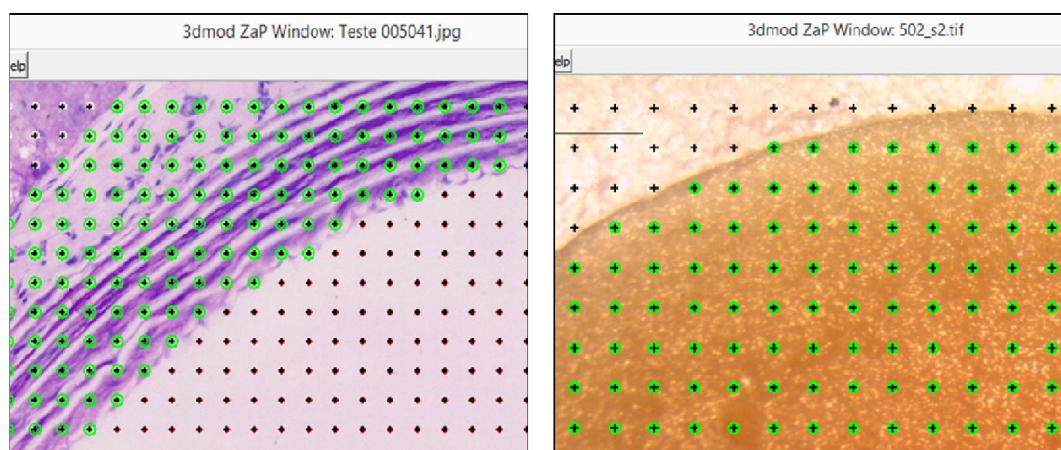 3dmod ZaP Window: Teste 005041.jpg
elp
3dmod ZaP Window: 502_s2.tif
elp